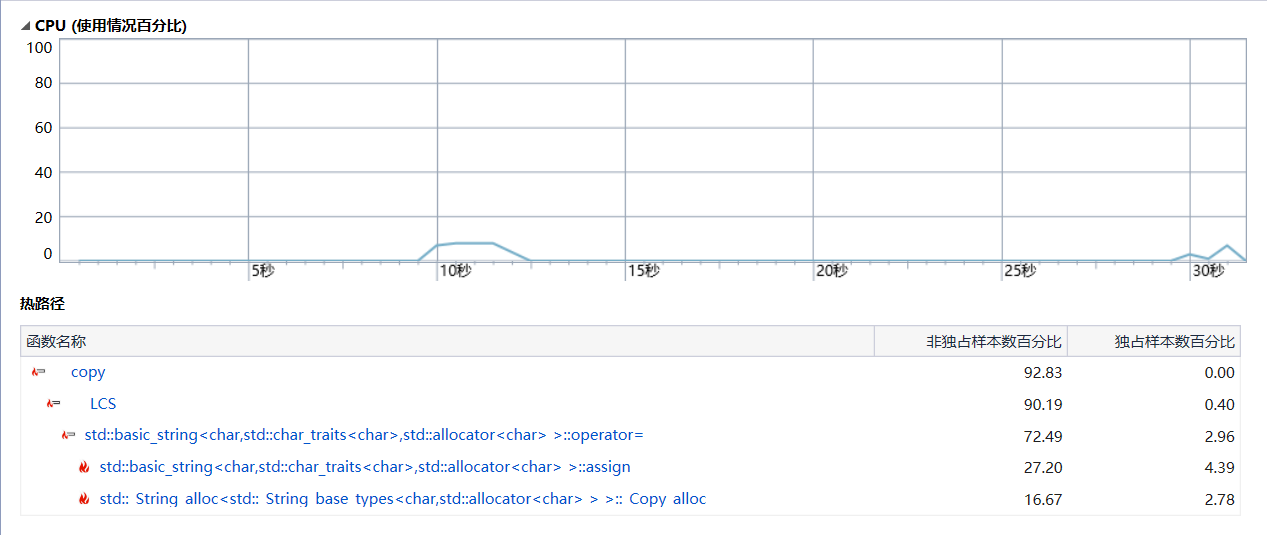 CPU (使用情况百分比)
100
80
60
40
20
0
5秒 10秒 15秒 20秒 25秒 30秒
热路径
函数名称 非独占样本数百分比 独占样本数百分比
copy 92.83 0.00
LCS 90.19 0.40
std::basic_string<char,std::char_traits<char>,std::allocator<char> >::operator= 72.49 2.96
std::basic_string<char,std::char_traits<char>,std::allocator<char> >::assign 27.20 4.39
std:: String alloc<std:: String base types<char,std::allocator<char> > >:: Copy alloc 16.67 2.78